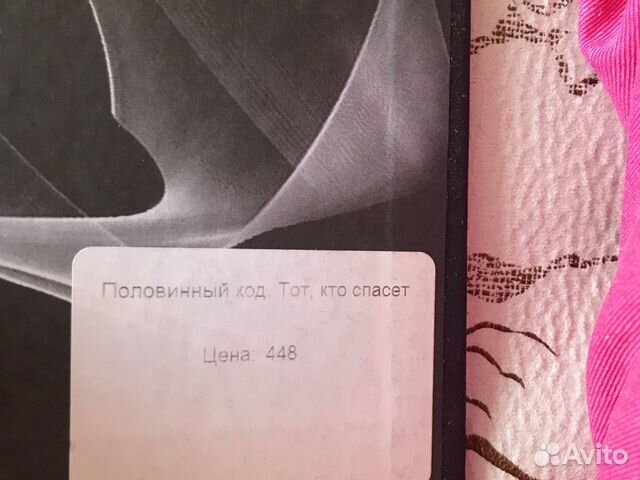 Половинный код. Тот, кто спасет
Цена: 448
Avito